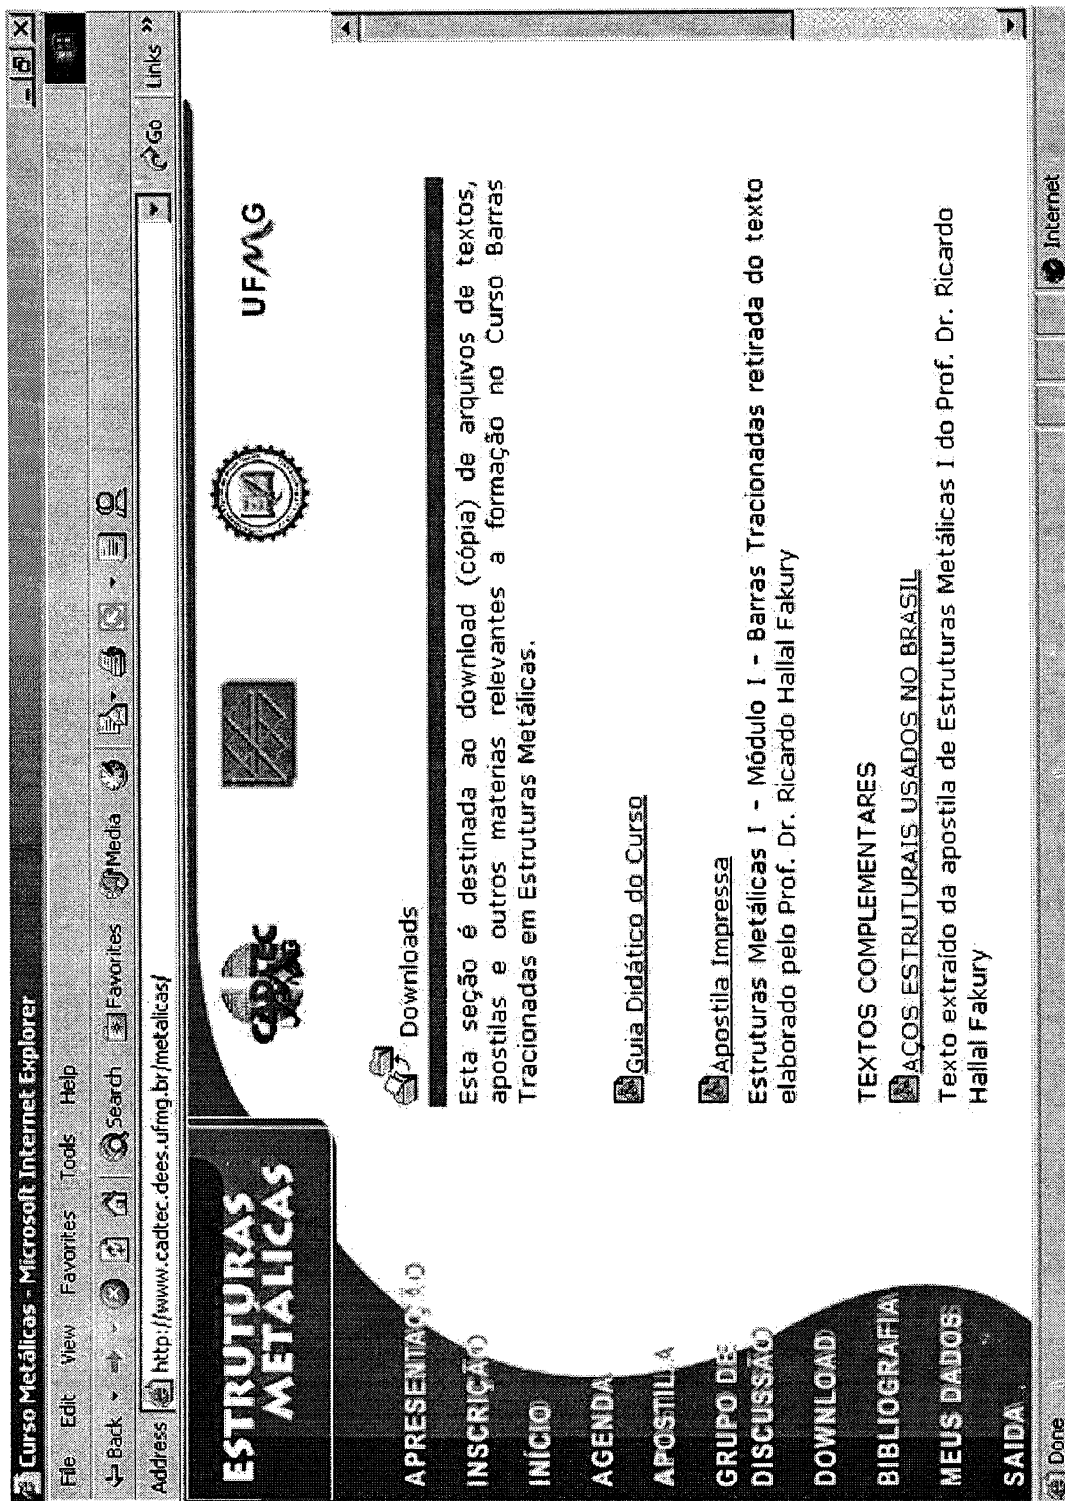 Curso Metálicas - Microsoft Internet Explorer
File Edit View Favorites Tools Help
Back Search Favorites Media
Address http://www.cadtec.dees.ufmg.br/metalicas/ Go Links »
ESTRUTURAS
METÁLICAS
CADTEC
UFMG
APRESENTAÇÃO
INSCRIÇÃO
INÍCIO
AGENDA
APOSTILA
GRUPO DE
DISCUSSÃO
DOWNLOAD
BIBLIOGRAFIA
MEUS DADOS
SAIDA
Downloads
Esta seção é destinada ao download (cópia) de arquivos de textos,
apostilas e outros materias relevantes a formação no Curso Barras
Tracionadas em Estruturas Metálicas.
Guia Didático do Curso
Apostila Impressa
Estruturas Metálicas I - Módulo I - Barras Tracionadas retirada do texto
elaborado pelo Prof. Dr. Ricardo Hallal Fakury
TEXTOS COMPLEMENTARES
AÇOS ESTRUTURAIS USADOS NO BRASIL
Texto extraído da apostila de Estruturas Metálicas I do Prof. Dr. Ricardo
Hallal Fakury
Done
Internet